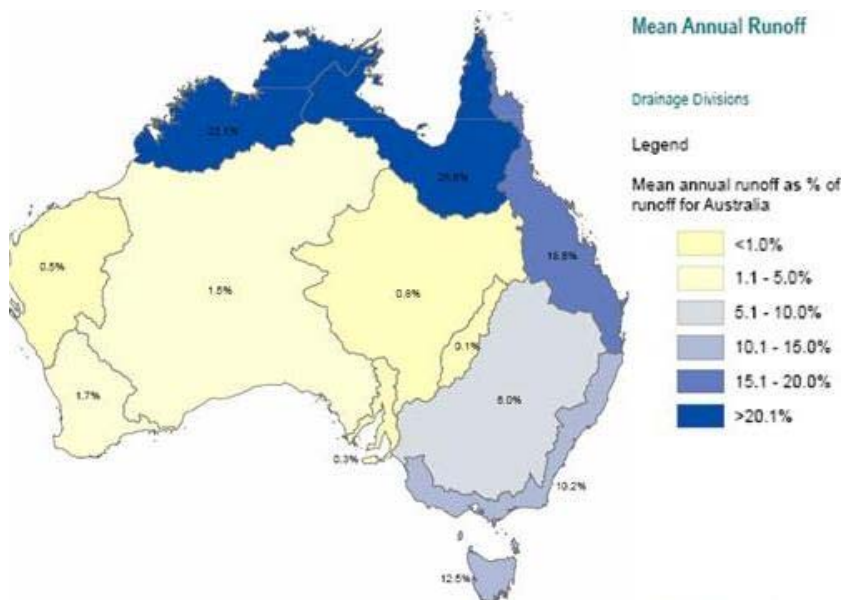 Mean Annual Runoff
Drainage Divisions
Legend
Mean annual runoff as % of
runoff for Australia
<1.0%
1.1 - 5.0%
5.1 - 10.0%
10.1 - 15.0%
15.1 - 20.0%
>20.1%
0.5%
1.5%
0.8%
0.1%
1.7%
6.0%
0.3%
10.2%
12.5%